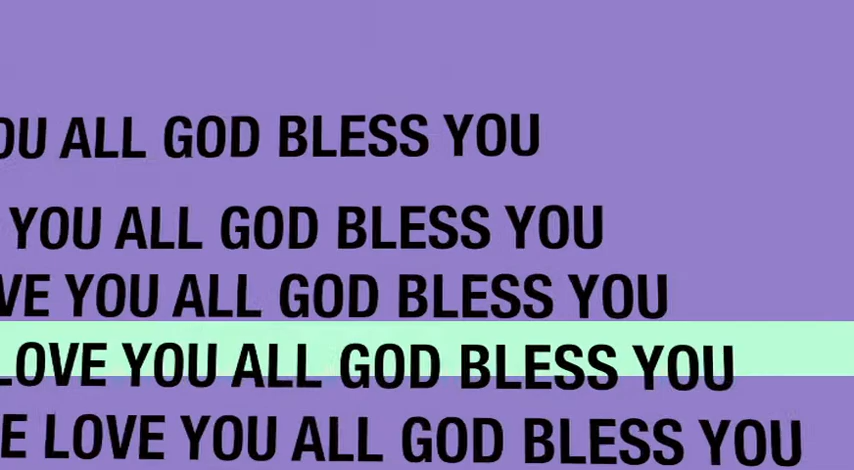 OU ALL GOD BLESS YOU
YOU ALL GOD BLESS YOU
VE YOU ALL GOD BLESS YOU
LOVE YOU ALL GOD BLESS YOU
E LOVE YOU ALL GOD BLESS YOU